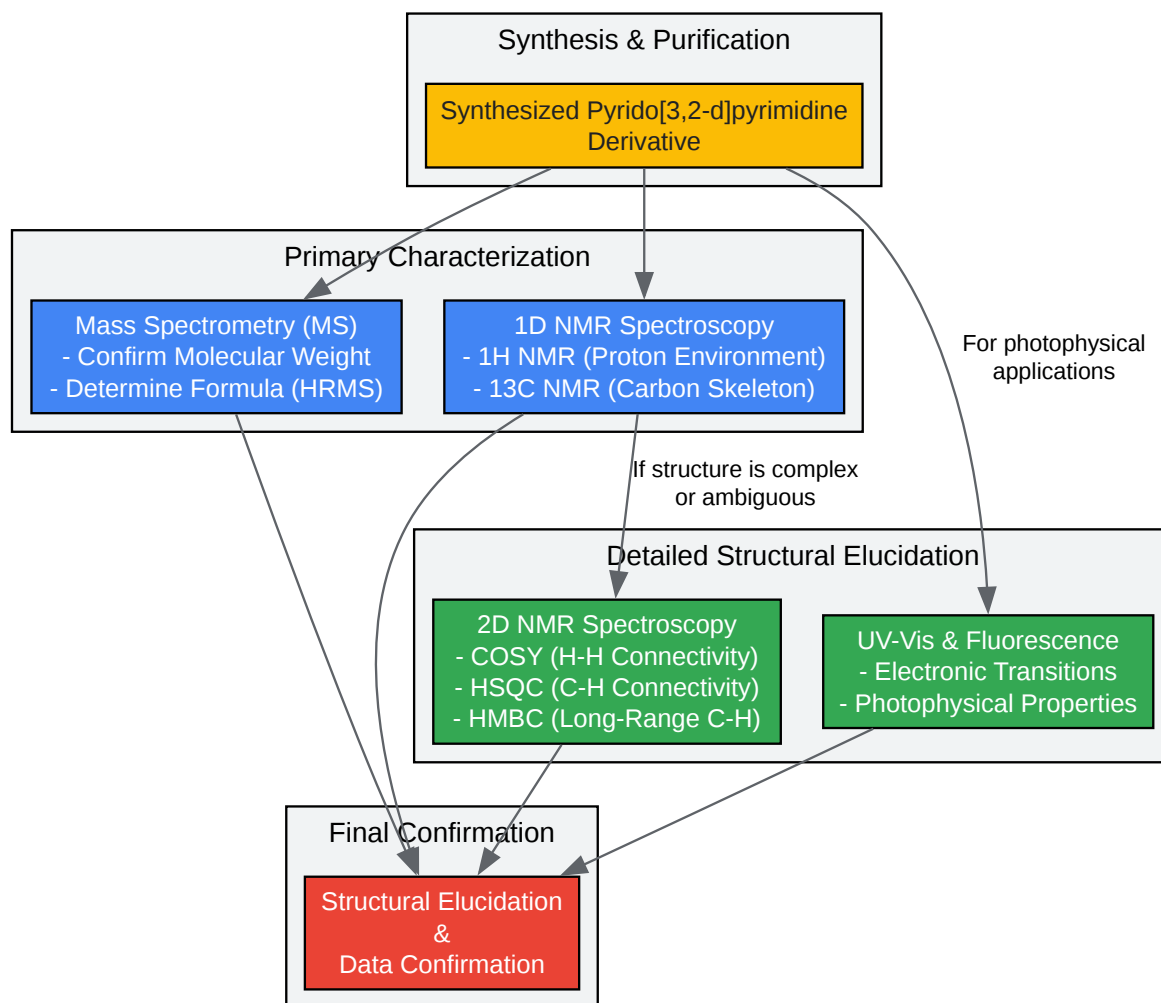 Synthesis & Purification
Synthesized Pyrido[3,2-d]pyrimidine
Derivative
Primary Characterization
Mass Spectrometry (MS)
- Confirm Molecular Weight
- Determine Formula (HRMS)
1D NMR Spectroscopy
- 1H NMR (Proton Environment)
- 13C NMR (Carbon Skeleton)
For photophysical
applications
If structure is complex
or ambiguous
Detailed Structural Elucidation
2D NMR Spectroscopy
- COSY (H-H Connectivity)
- HSQC (C-H Connectivity)
- HMBC (Long-Range C-H)
UV-Vis & Fluorescence
- Electronic Transitions
- Photophysical Properties
Final Confirmation
Structural Elucidation
&
Data Confirmation